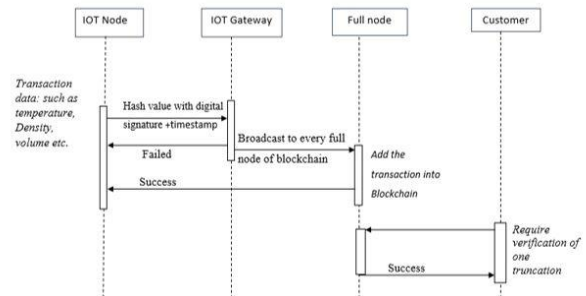 IOT Node
IOT Gateway
Full node
Customer
Transaction
data: such as
temperature,
Density,
volume etc.
Hash value with digital
signature +timestamp
Failed
Broadcast to every full
node of blockchain
Add the
transaction into
Blockchain
Success
Require
verification of
one
truncation
Success